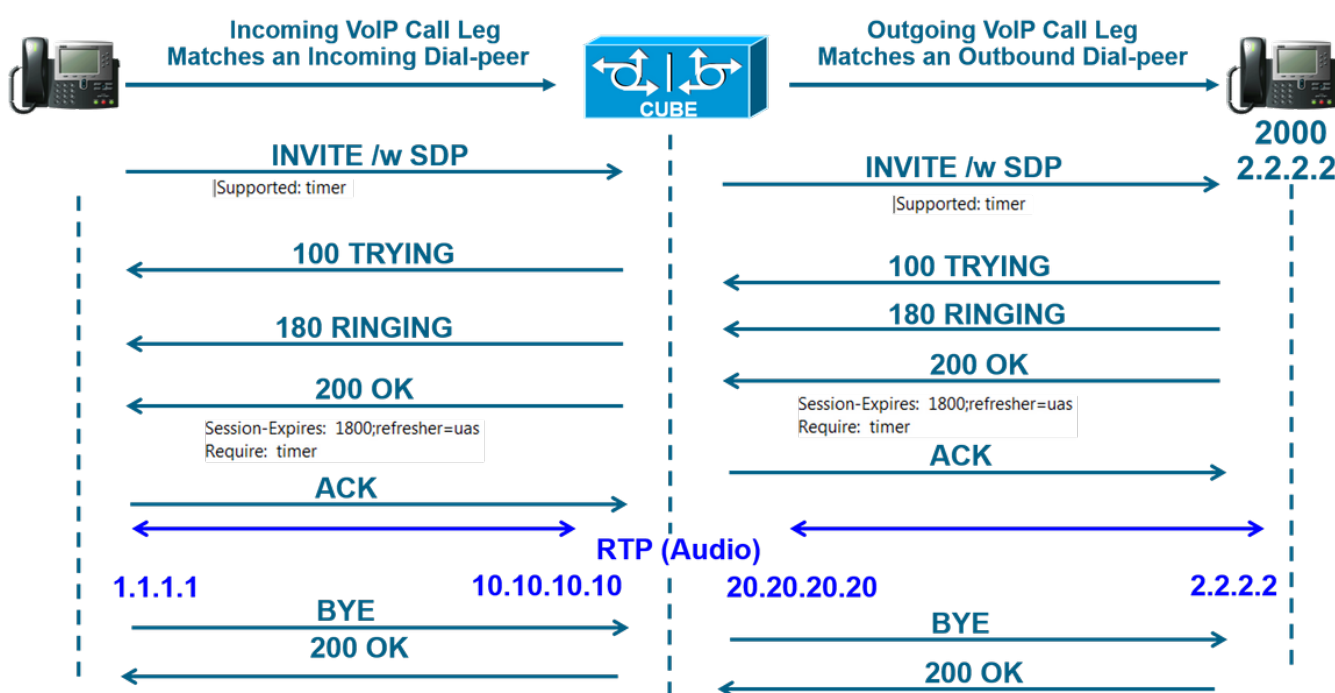 Incoming VoIP Call Leg
Matches an Incoming Dial-peer
Outgoing VoIP Call Leg
Matches an Outbound Dial-peer
CUBE
2000
2.2.2.2
INVITE /w SDP
|Supported: timer
INVITE /w SDP
|Supported: timer
100 TRYING
100 TRYING
180 RINGING
180 RINGING
200 OK
200 OK
Session-Expires: 1800;refresher=uas
Require: timer
Session-Expires: 1800;refresher=uas
Require: timer
ACK
ACK
RTP (Audio)
1.1.1.1
10.10.10.10
20.20.20.20
2.2.2.2
BYE
BYE
200 OK
200 OK